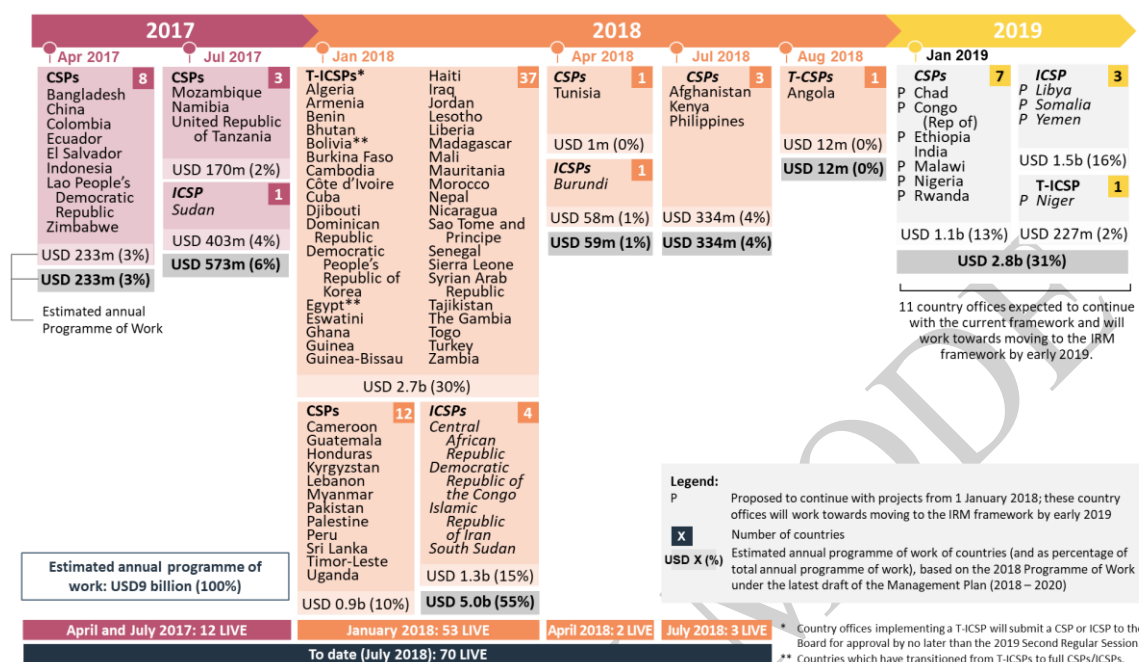 2017
2018
2019
Apr 2017
Jul 2017
Jan 2018
Apr 2018
Jul 2018
Aug 2018
Jan 2019
CSPs
8
Bangladesh
China
Colombia
Ecuador
El Salvador
Indonesia
Lao People's
Democratic
Republic
Zimbabwe
USD 233m (3%)
USD 233m (3%)
Estimated annual
Programme of Work
CSPs
3
Mozambique
Namibia
United Republic
of Tanzania
USD 170m (2%)
ICSP
1
Sudan
USD 403m (4%)
USD 573m (6%)
T-ICSPs*
37
Algeria
Armenia
Benin
Bhutan
Bolivia**
Burkina Faso
Cambodia
Côte d'Ivoire
Cuba
Djibouti
Dominican
Republic
Democratic
People's
Republic of
Korea
Egypt**
Eswatini
Ghana
Guinea
Guinea-Bissau
Haiti
Iraq
Jordan
Lesotho
Liberia
Madagascar
Mali
Mauritania
Morocco
Nepal
Nicaragua
Sao Tome and
Principe
Senegal
Sierra Leone
Syrian Arab
Republic
Tajikistan
The Gambia
Togo
Turkey
Zambia
USD 2.7b (30%)
CSPs
12
Cameroon
Guatemala
Honduras
Kyrgyzstan
Lebanon
Myanmar
Pakistan
Palestine
Peru
Sri Lanka
Timor-Leste
Uganda
USD 0.9b (10%)
ICSPs
4
Central
African
Republic
Democratic
Republic of
the Congo
Islamic
Republic
of Iran
South Sudan
USD 1.3b (15%)
USD 5.0b (55%)
CSPs
1
Tunisia
USD 1m (0%)
ICSPs
1
Burundi
USD 58m (1%)
USD 59m (1%)
CSPs
3
Afghanistan
Kenya
Philippines
USD 334m (4%)
USD 334m (4%)
T-CSPs
1
Angola
USD 12m (0%)
USD 12m (0%)
CSPs
7
P Chad
P Congo
(Rep of)
P Ethiopia
India
P Malawi
P Nigeria
P Rwanda
USD 1.1b (13%)
ICSP
3
P Libya
P Somalia
P Yemen
USD 1.5b (16%)
T-ICSP
1
P Niger
USD 227m (2%)
USD 2.8b (31%)
11 country offices expected to continue
with the current framework and will
work towards moving to the IRM
framework by early 2019.
Legend:
P Proposed to continue with projects from 1 January 2018; these country
offices will work towards moving to the IRM framework by early 2019
X Number of countries
USD X (%) Estimated annual programme of work of countries (and as percentage of
total annual programme of work), based on the 2018 Programme of Work
under the latest draft of the Management Plan (2018 – 2020)
Estimated annual programme of
work: USD9 billion (100%)
April and July 2017: 12 LIVE
January 2018: 53 LIVE
April 2018: 2 LIVE
July 2018: 3 LIVE
To date (July 2018): 70 LIVE
* Country offices implementing a T-ICSP will submit a CSP or ICSP to the
Board for approval by no later than the 2019 Second Regular Session
** Countries which have transitioned from T-ICSPs to full CSPs/ICSPs.